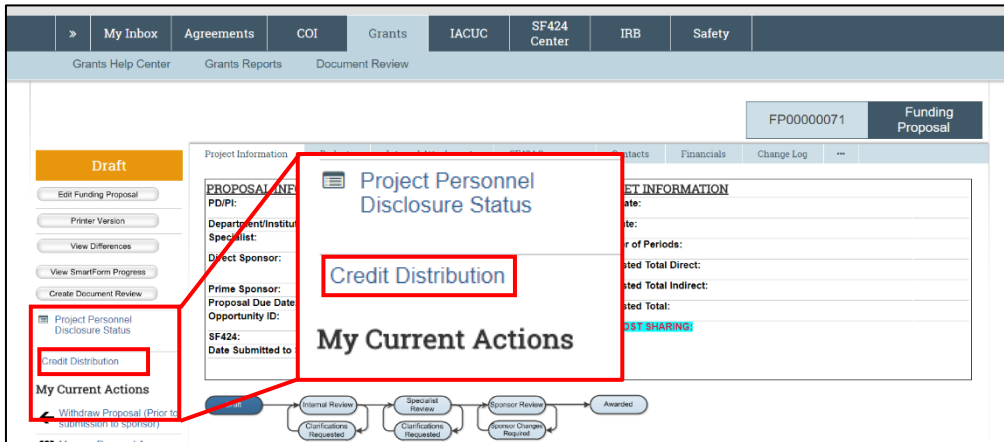 »
My Inbox
Agreements
COI
Grants
IACUC
SF424
Center
IRB
Safety
Grants Help Center
Grants Reports
Document Review
FP00000071
Funding
Proposal
Draft
Edit Funding Proposal
Printer Version
View Differences
View SmartForm Progress
Create Document Review
Project Personnel
Disclosure Status
Credit Distribution
My Current Actions
Withdraw Proposal (Prior to
submission to sponsor)
Project Information
Contacts
Financials
Change Log
•••
PROPOSAL INFO
PD/PI:
Department/Institut
Specialist:
Direct Sponsor:
Prime Sponsor:
Proposal Due Date:
Opportunity ID:
SF424:
Date Submitted to
ET INFORMATION
ate:
ate:
er of Periods:
sted Total Direct:
sted Total Indirect:
sted Total:
OST SHARING:
Project Personnel
Disclosure Status
Credit Distribution
My Current Actions
Internal Review
Specialist
Review
Sponsor Review
Awarded
Clarifications
Requested
Clarifications
Requested
Sponsor Changes
Required